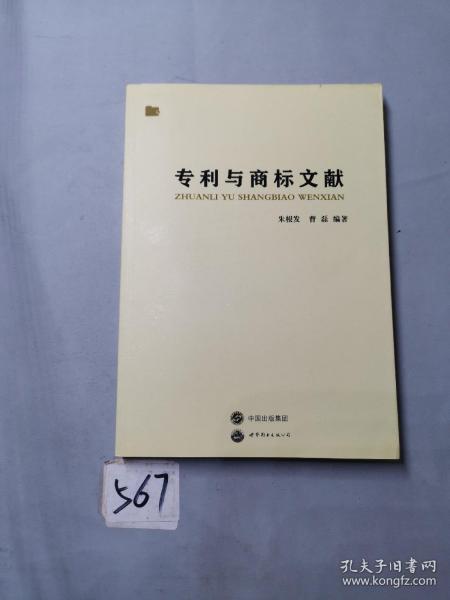 专利与商标文献
ZHUANLI YU SHANGBIAO WENXIAN
朱根发 曹磊 编著
中国出版集团
世界图书出版公司
567
孔夫子旧书网
www.kongfz.com